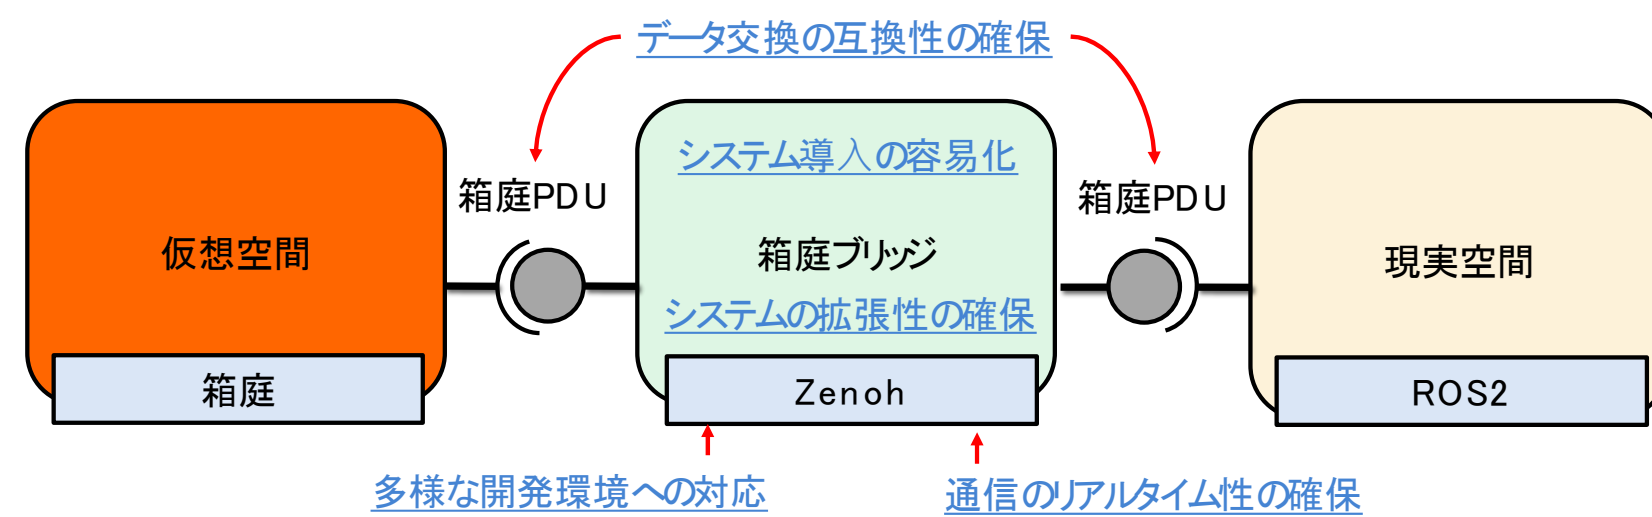 データ交換の互換性の確保
システム導入の容易化
箱庭PDU
箱庭PDU
仮想空間
箱庭ブリッジ
現実空間
システムの拡張性の確保
箱庭
Zenoh
ROS2
多様な開発環境への対応
通信のリアルタイム性の確保